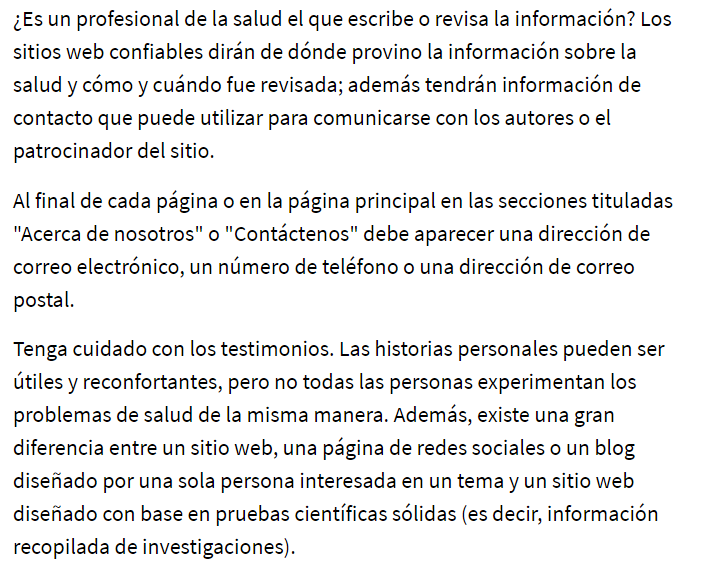 ¿Es un profesional de la salud el que escribe o revisa la información? Los
sitios web confiables dirán de dónde provino la información sobre la
salud y cómo y cuándo fue revisada; además tendrán información de
contacto que puede utilizar para comunicarse con los autores o el
patrocinador del sitio.
Al final de cada página o en la página principal en las secciones tituladas
"Acerca de nosotros" o "Contáctenos" debe aparecer una dirección de
correo electrónico, un número de teléfono o una dirección de correo
postal.
Tenga cuidado con los testimonios. Las historias personales pueden ser
útiles y reconfortantes, pero no todas las personas experimentan los
problemas de salud de la misma manera. Además, existe una gran
diferencia entre un sitio web, una página de redes sociales o un blog
diseñado por una sola persona interesada en un tema y un sitio web
diseñado con base en pruebas científicas sólidas (es decir, información
recopilada de investigaciones).